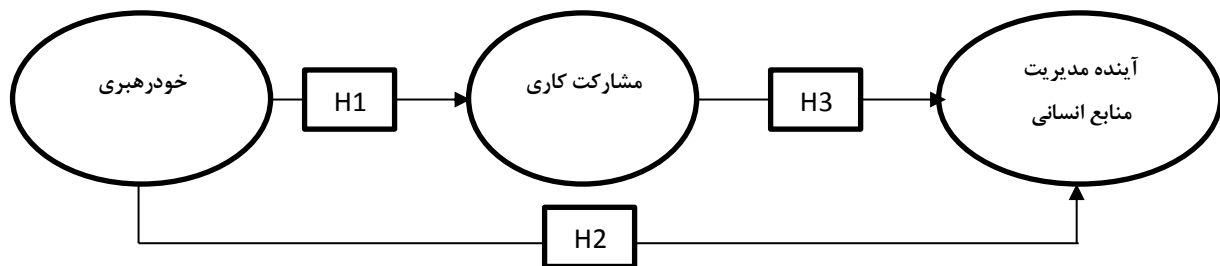 خودرهبری
H1
مشارکت کاری
H3
آینده مدیریت
منابع انسانی
H2